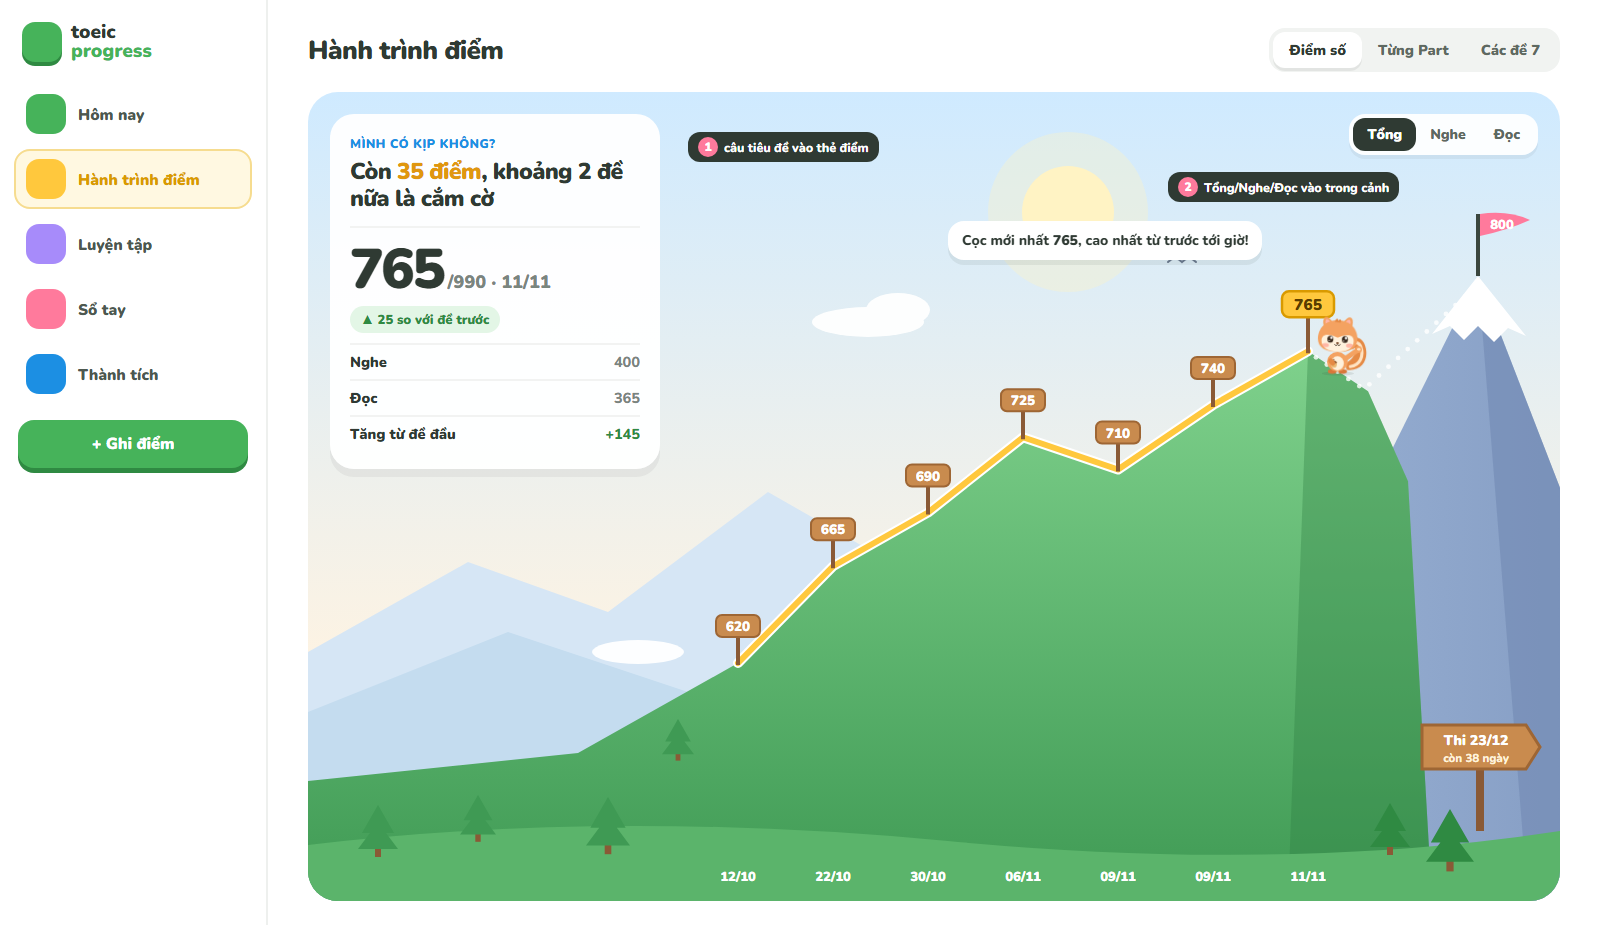 toeic
progress
Hôm nay
Hành trình điểm
Luyện tập
Sổ tay
Thành tích
+ Ghi điểm
Hành trình điểm
Điểm số
Từng Part
Các đề 7
MÌNH CÓ KỊP KHÔNG?
Còn 35 điểm, khoảng 2 đề
nữa là cắm cờ
765/990 · 11/11
▲ 25 so với đề trước
Nghe 400
Đọc 365
Tăng từ đề đầu +145
1 câu tiêu đề vào thẻ điểm
Tổng
Nghe
Đọc
2 Tổng/Nghe/Đọc vào trong cảnh
Cọc mới nhất 765, cao nhất từ trước tới giờ!
800
765
740
725
710
690
665
620
Thi 23/12
còn 38 ngày
12/10
22/10
30/10
06/11
09/11
09/11
11/11